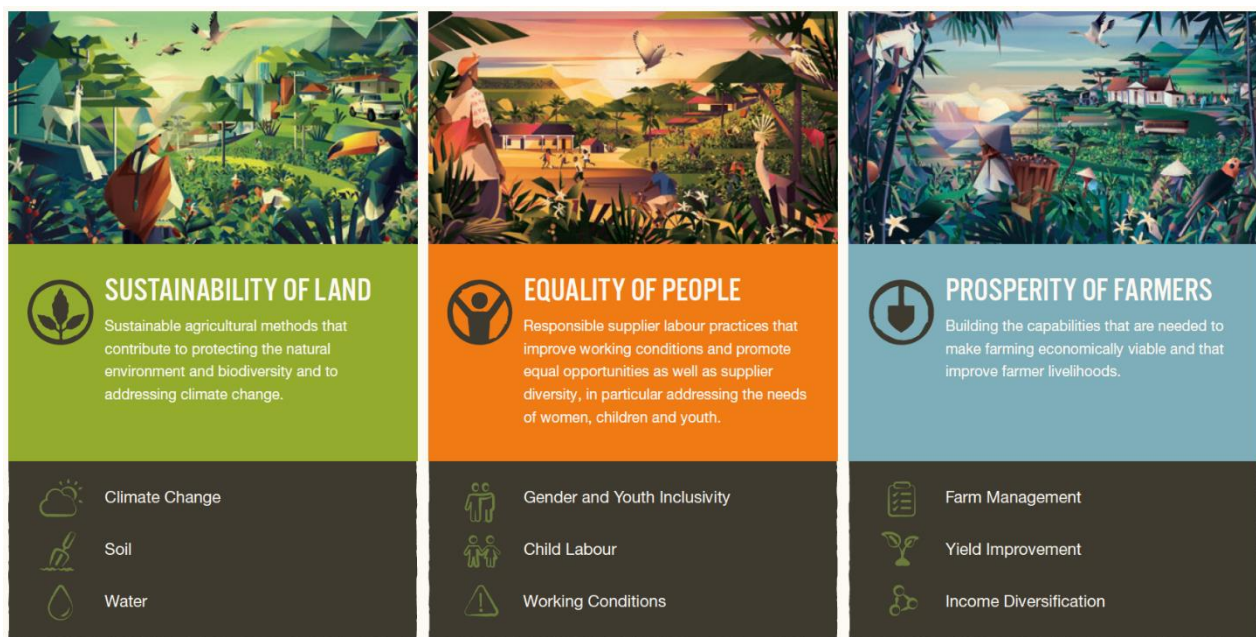 SUSTAINABILITY OF LAND
Sustainable agricultural methods that
contribute to protecting the natural
environment and biodiversity and to
addressing climate change.
Climate Change
Soil
Water
EQUALITY OF PEOPLE
Responsible supplier labour practices that
improve working conditions and promote
equal opportunities as well as supplier
diversity, in particular addressing the needs
of women, children and youth.
Gender and Youth Inclusivity
Child Labour
Working Conditions
PROSPERITY OF FARMERS
Building the capabilities that are needed to
make farming economically viable and that
improve farmer livelihoods.
Farm Management
Yield Improvement
Income Diversification